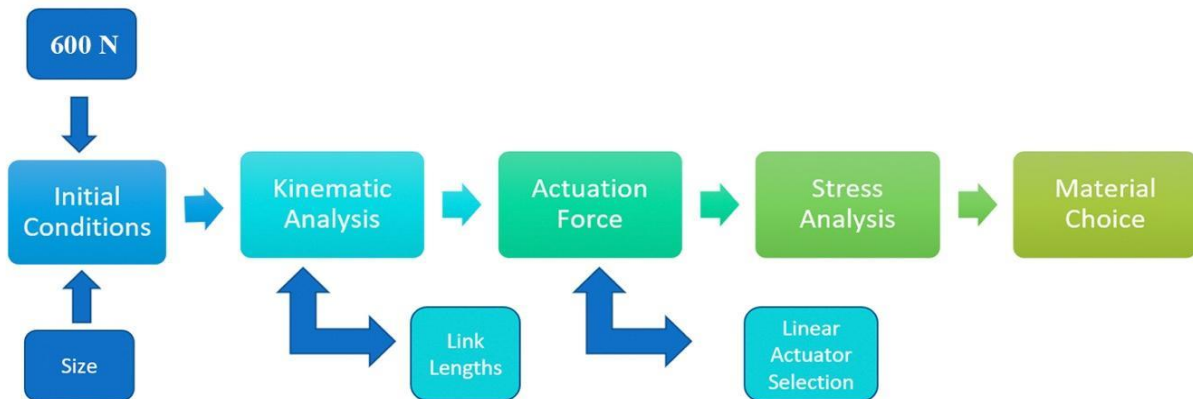 600 N
Initial
Conditions
Kinematic
Analysis
Actuation
Force
Stress
Analysis
Material
Choice
Size
Link
Lengths
Linear
Actuator
Selection